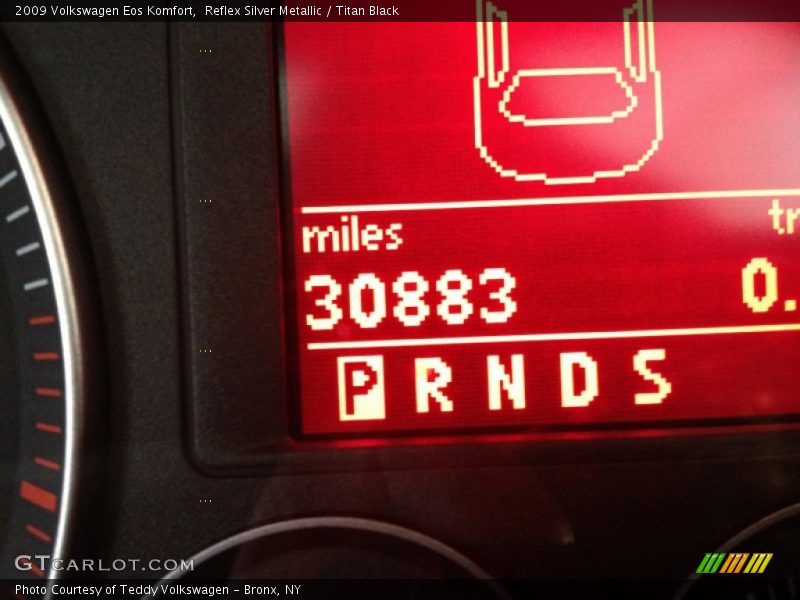 2009 Volkswagen Eos Komfort,  Reflex Silver Metallic / Titan Black
miles tr
30883 0.
P R N D S
GTCARLOT.COM
Photo Courtesy of Teddy Volkswagen - Bronx, NY